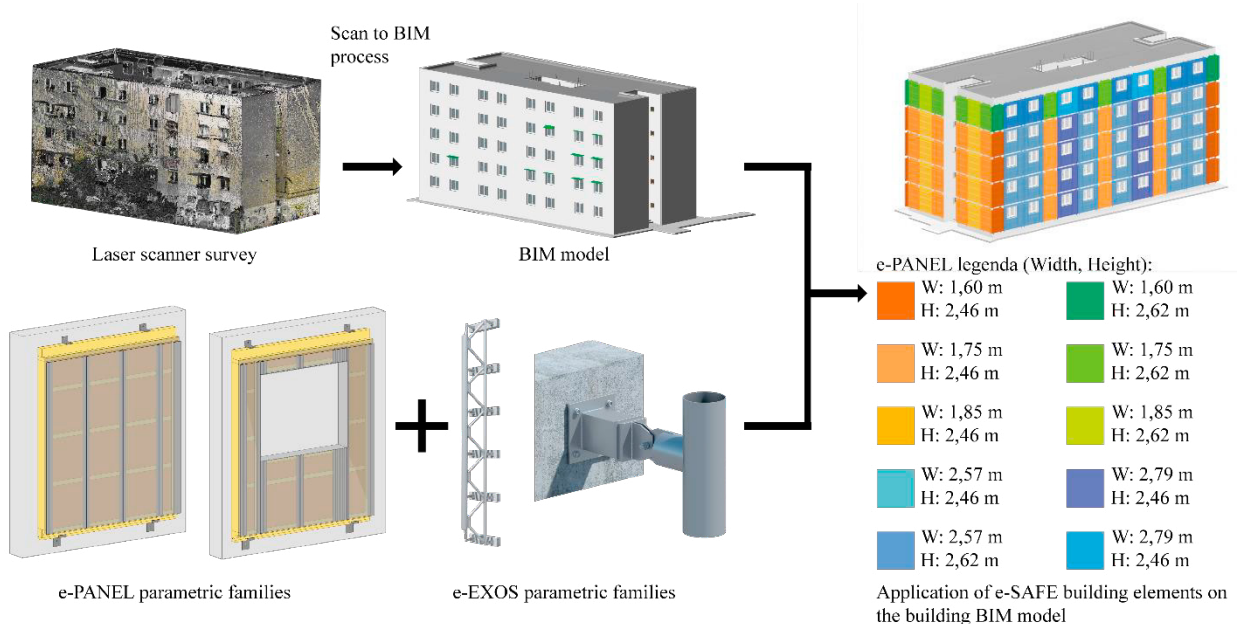 Scan to BIM
process
Laser scanner survey
BIM model
e-PANEL legenda (Width, Height):
W: 1,60 m
H: 2,46 m
W: 1,60 m
H: 2,62 m
W: 1,75 m
H: 2,46 m
W: 1,75 m
H: 2,62 m
W: 1,85 m
H: 2,46 m
W: 1,85 m
H: 2,62 m
W: 2,57 m
H: 2,46 m
W: 2,79 m
H: 2,46 m
W: 2,57 m
H: 2,62 m
W: 2,79 m
H: 2,46 m
e-PANEL parametric families
e-EXOS parametric families
Application of e-SAFE building elements on
the building BIM model